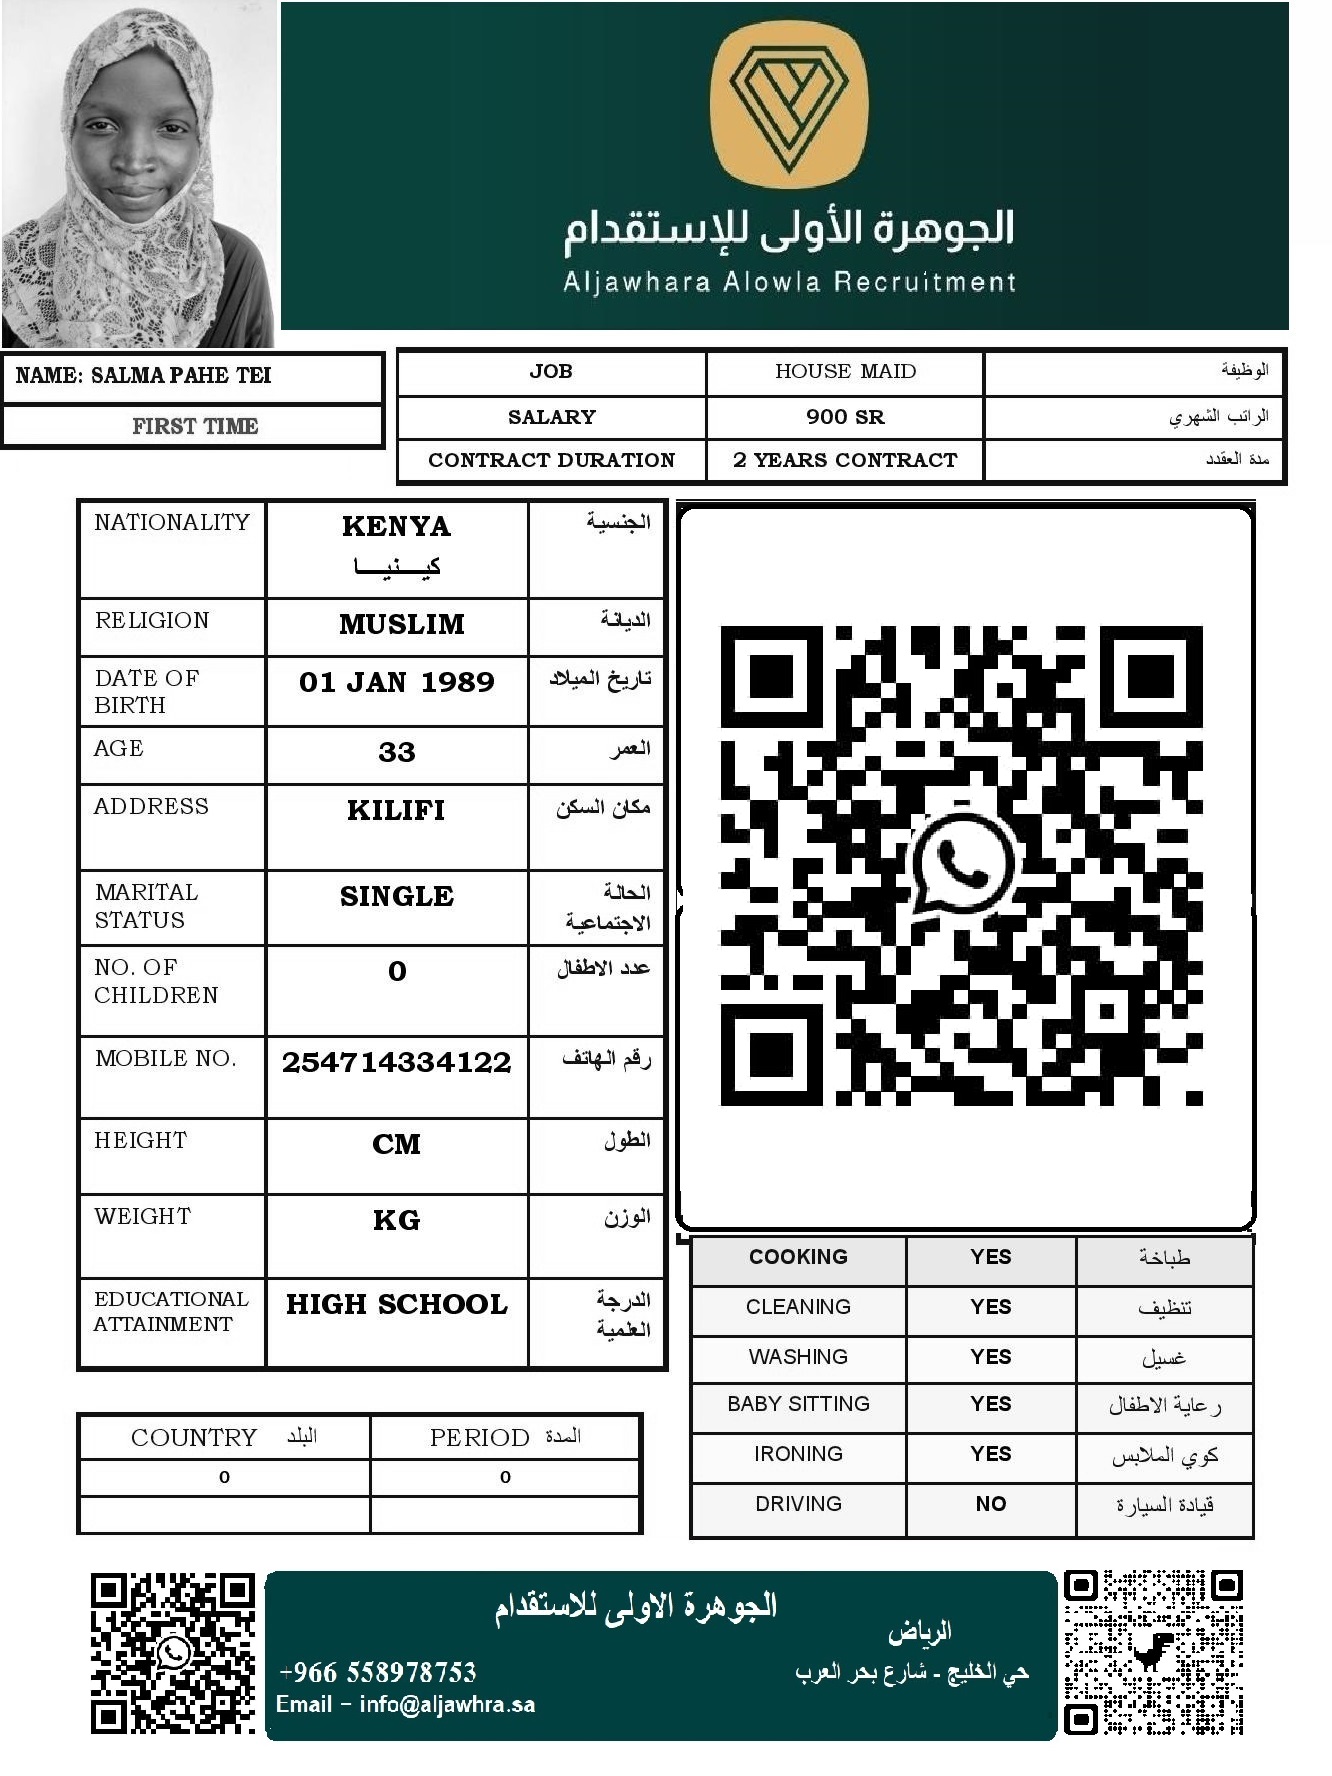 الجوهرة الأولى للإستقدام
Aljawhara Alowla Recruitment
NAME: SALMA PAHE TEI
FIRST TIME
JOB HOUSE MAID الوظيفة
SALARY 900 SR الراتب الشهري
CONTRACT DURATION 2 YEARS CONTRACT مدة العقدد
NATIONALITY KENYA الجنسية
كيـــنيـــا
RELIGION MUSLIM الديانة
DATE OF 01 JAN 1989 تاريخ الميلاد
BIRTH
AGE 33 العمر
ADDRESS KILIFI مكان السكن
MARITAL SINGLE الحالة
STATUS الاجتماعية
NO. OF 0 عدد الاطفال
CHILDREN
MOBILE NO. 254714334122 رقم الهاتف
HEIGHT CM الطول
WEIGHT KG الوزن
EDUCATIONAL HIGH SCHOOL الدرجة
ATTAINMENT العلمية
COOKING YES طباخة
CLEANING YES تنظيف
WASHING YES غسيل
BABY SITTING YES رعاية الاطفال
IRONING YES كوي الملابس
DRIVING NO قيادة السيارة
COUNTRY البلد PERIOD المدة
0 0
الجوهرة الاولى للاستقدام
الرياض
حي الخليج - شارع بحر العرب
+966 558978753
Email – info@aljawhra.sa